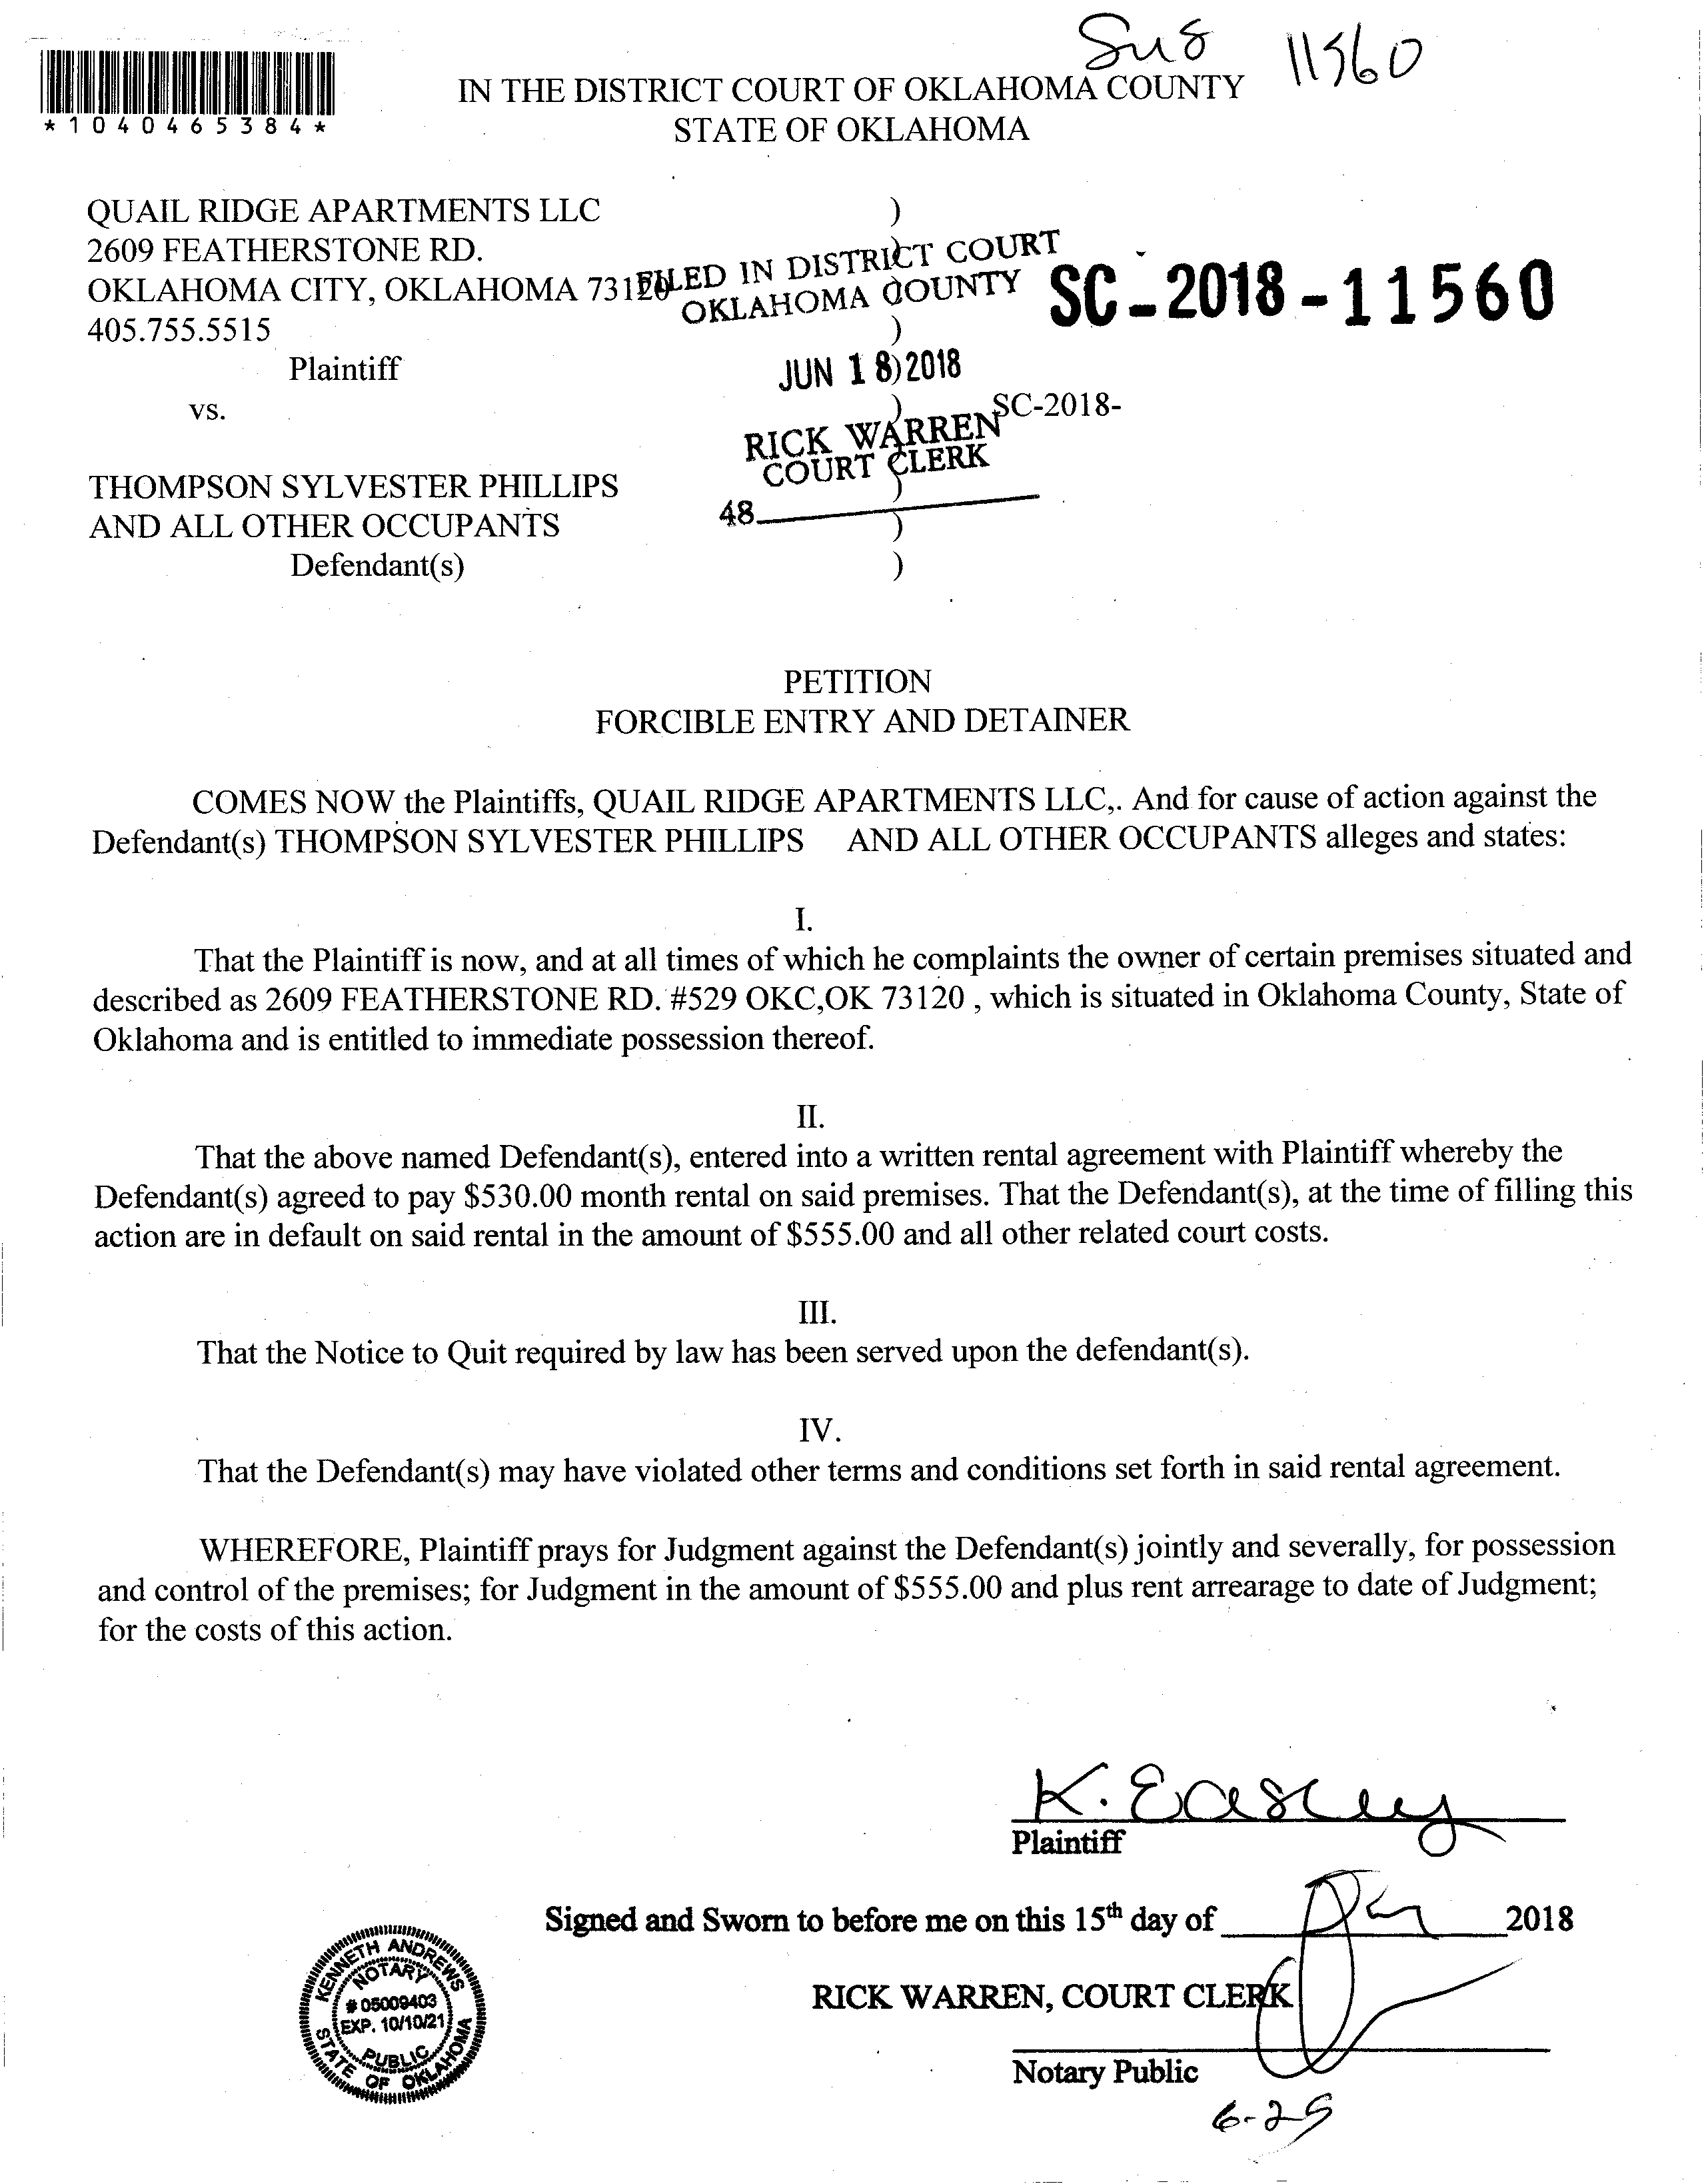 Sus 11560
*1040465384*
IN THE DISTRICT COURT OF OKLAHOMA COUNTY
STATE OF OKLAHOMA
QUAIL RIDGE APARTMENTS LLC )
2609 FEATHERSTONE RD. )
OKLAHOMA CITY, OKLAHOMA 73120 )
405.755.5515 )
Plaintiff )
FILED IN DISTRICT COURT
OKLAHOMA COUNTY
SC-2018-11560
JUN 18 2018
vs. ) SC-2018-
RICK WARREN
COURT CLERK
48
THOMPSON SYLVESTER PHILLIPS )
AND ALL OTHER OCCUPANTS )
Defendant(s) )
PETITION
FORCIBLE ENTRY AND DETAINER
COMES NOW the Plaintiffs, QUAIL RIDGE APARTMENTS LLC,. And for cause of action against the
Defendant(s) THOMPSON SYLVESTER PHILLIPS AND ALL OTHER OCCUPANTS alleges and states:
I.
That the Plaintiff is now, and at all times of which he complaints the owner of certain premises situated and
described as 2609 FEATHERSTONE RD. #529 OKC,OK 73120 , which is situated in Oklahoma County, State of
Oklahoma and is entitled to immediate possession thereof.
II.
That the above named Defendant(s), entered into a written rental agreement with Plaintiff whereby the
Defendant(s) agreed to pay $530.00 month rental on said premises. That the Defendant(s), at the time of filling this
action are in default on said rental in the amount of $555.00 and all other related court costs.
III.
That the Notice to Quit required by law has been served upon the defendant(s).
IV.
That the Defendant(s) may have violated other terms and conditions set forth in said rental agreement.
WHEREFORE, Plaintiff prays for Judgment against the Defendant(s) jointly and severally, for possession
and control of the premises; for Judgment in the amount of $555.00 and plus rent arrearage to date of Judgment;
for the costs of this action.
K. Easley
Plaintiff
Signed and Sworn to before me on this 15th day of 2018
RICK WARREN, COURT CLERK
Notary Public
6-29
KENNETH ANDREWS
NOTARY
# 05009403
EXP. 10/10/21
PUBLIC
STATE OF OKLAHOMA